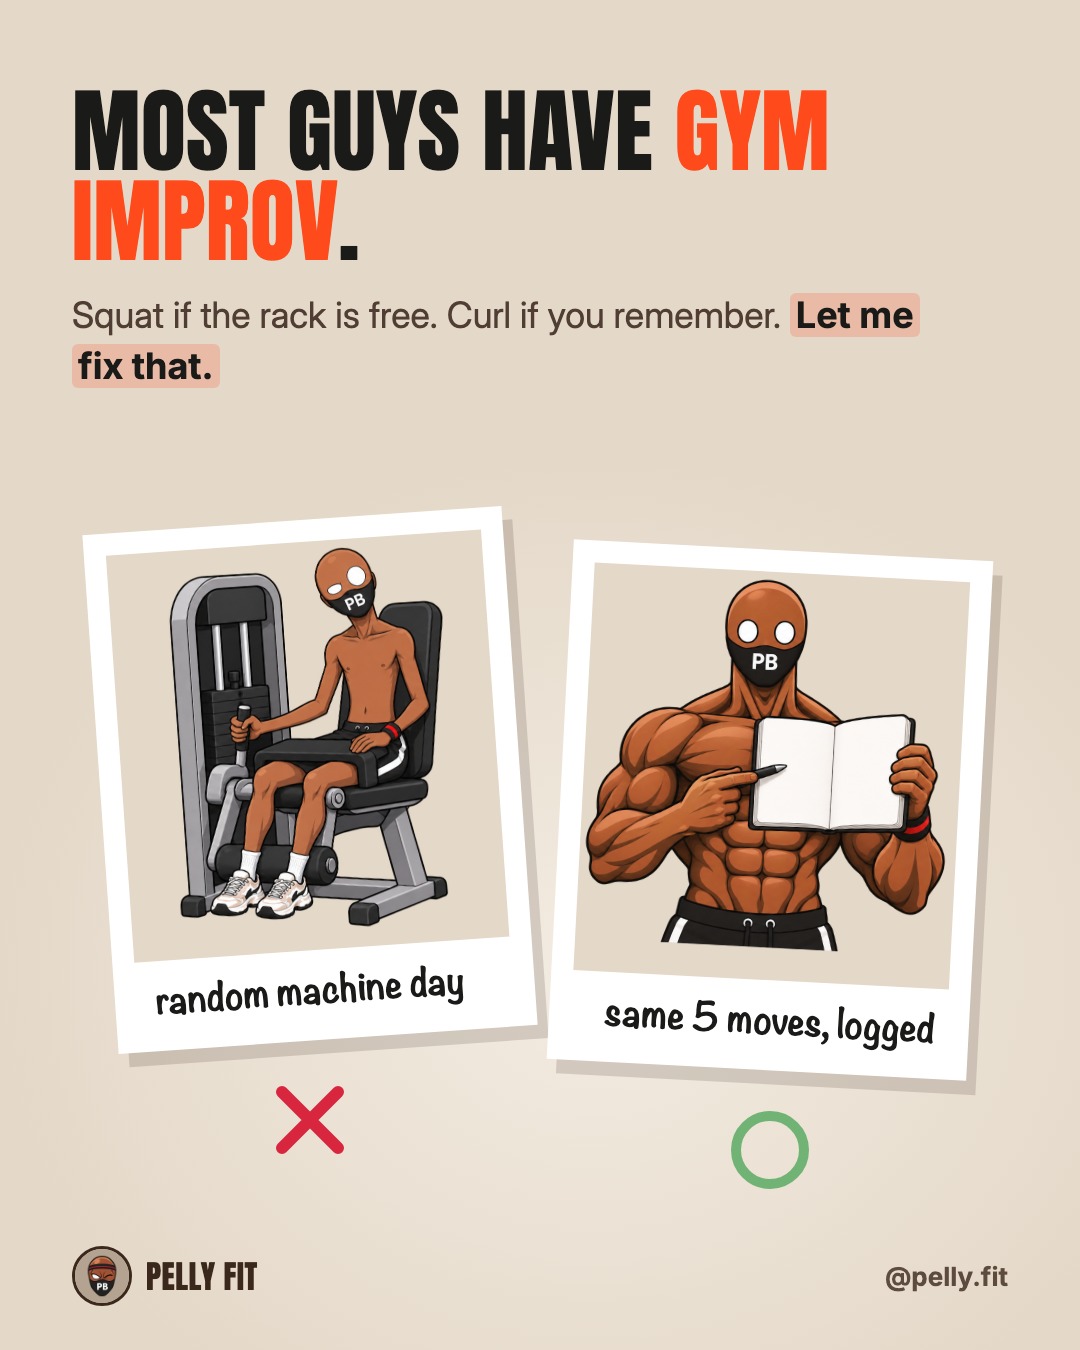 MOST GUYS HAVE GYM
IMPROV.
Squat if the rack is free. Curl if you remember. Let me
fix that.
PB
PB
random machine day
same 5 moves, logged
PB
PELLY FIT
@pelly.fit